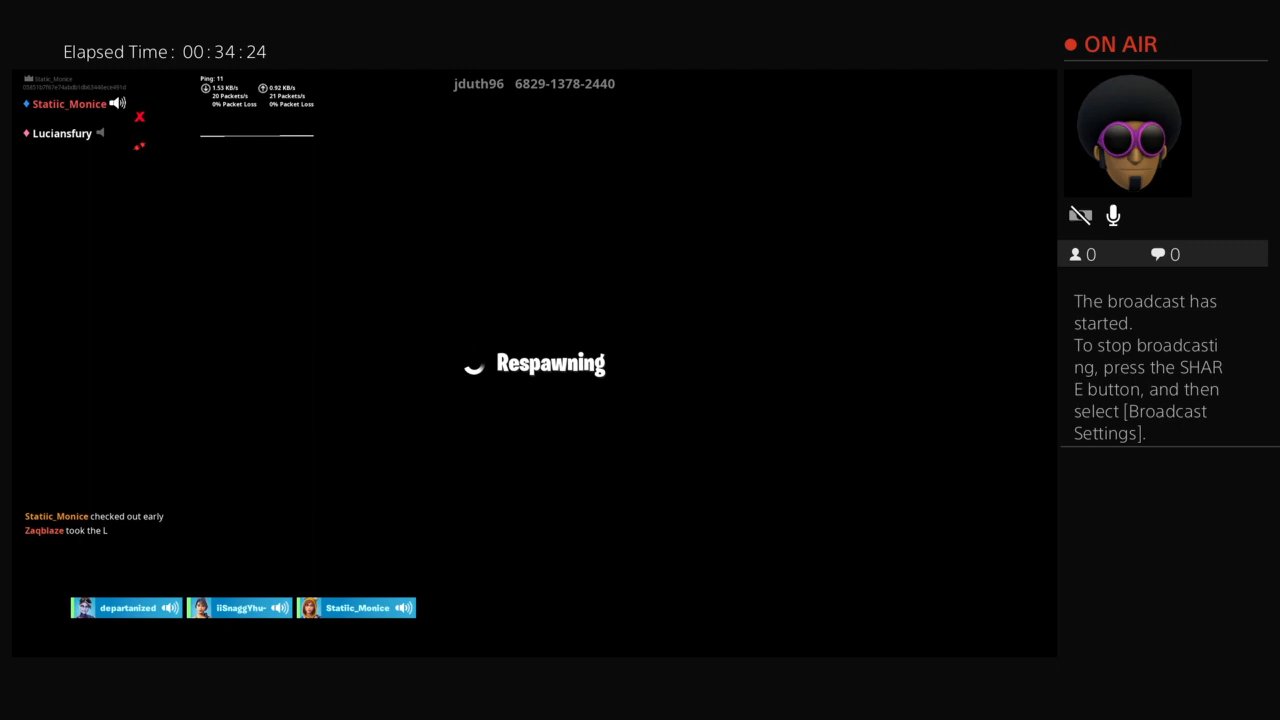 Elapsed Time: 00:34:24
ON AIR
Statiic_Monice
Statiic_Monice
Luciansfury
Ping: 11
1.53 KB/s 0.92 KB/s
20 Packets/s 21 Packets/s
0% Packet Loss 0% Packet Loss
jduth96 6829-1378-2440
0 0
The broadcast has
started.
To stop broadcasti
ng, press the SHAR
E button, and then
select [Broadcast
Settings].
Respawning
Statiic_Monice checked out early
Zaqblaze took the L
departanized iiSnaggYhu- Statiic_Monice